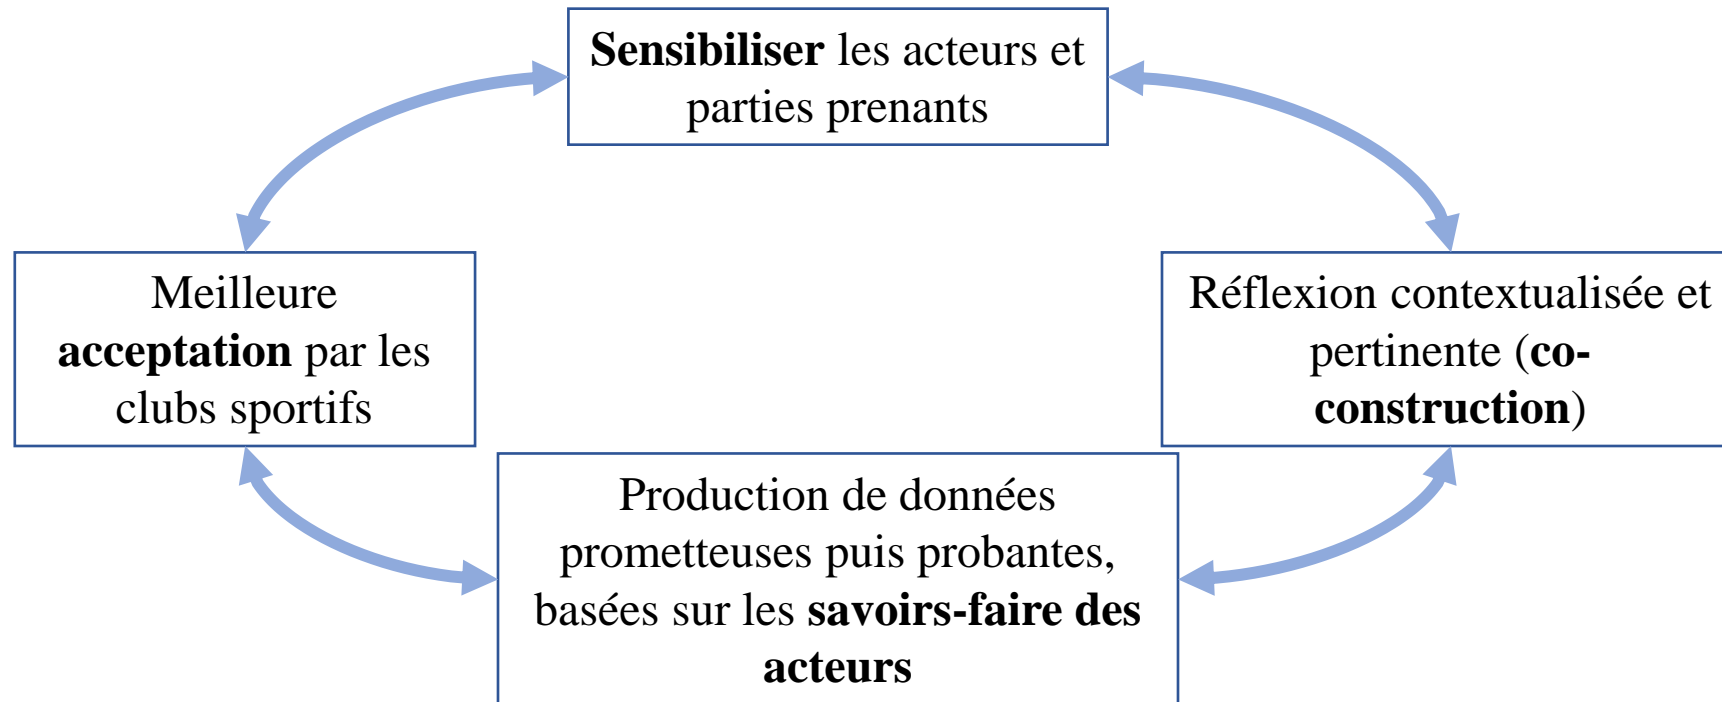 Sensibiliser les acteurs et
parties prenants
Meilleure
acceptation par les
clubs sportifs
Réflexion contextualisée et
pertinente (co-
construction)
Production de données
prometteuses puis probantes,
basées sur les savoirs-faire des
acteurs